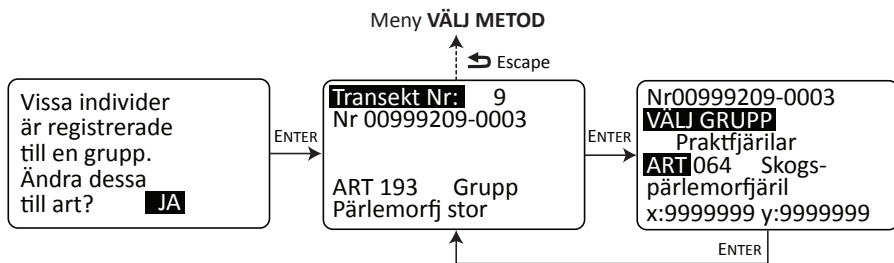 Meny VÄLJ METOD
Escape
Vissa individer
är registrerade
till en grupp.
Ändra dessa
till art? JA
ENTER
Transekt Nr: 9
Nr 00999209-0003
ART 193 Grupp
Pärlemorfj stor
ENTER
Nr00999209-0003
VÄLJ GRUPP
Praktfjärilar
ART 064 Skogs-
pärlemorfjäril
x:9999999 y:9999999
ENTER